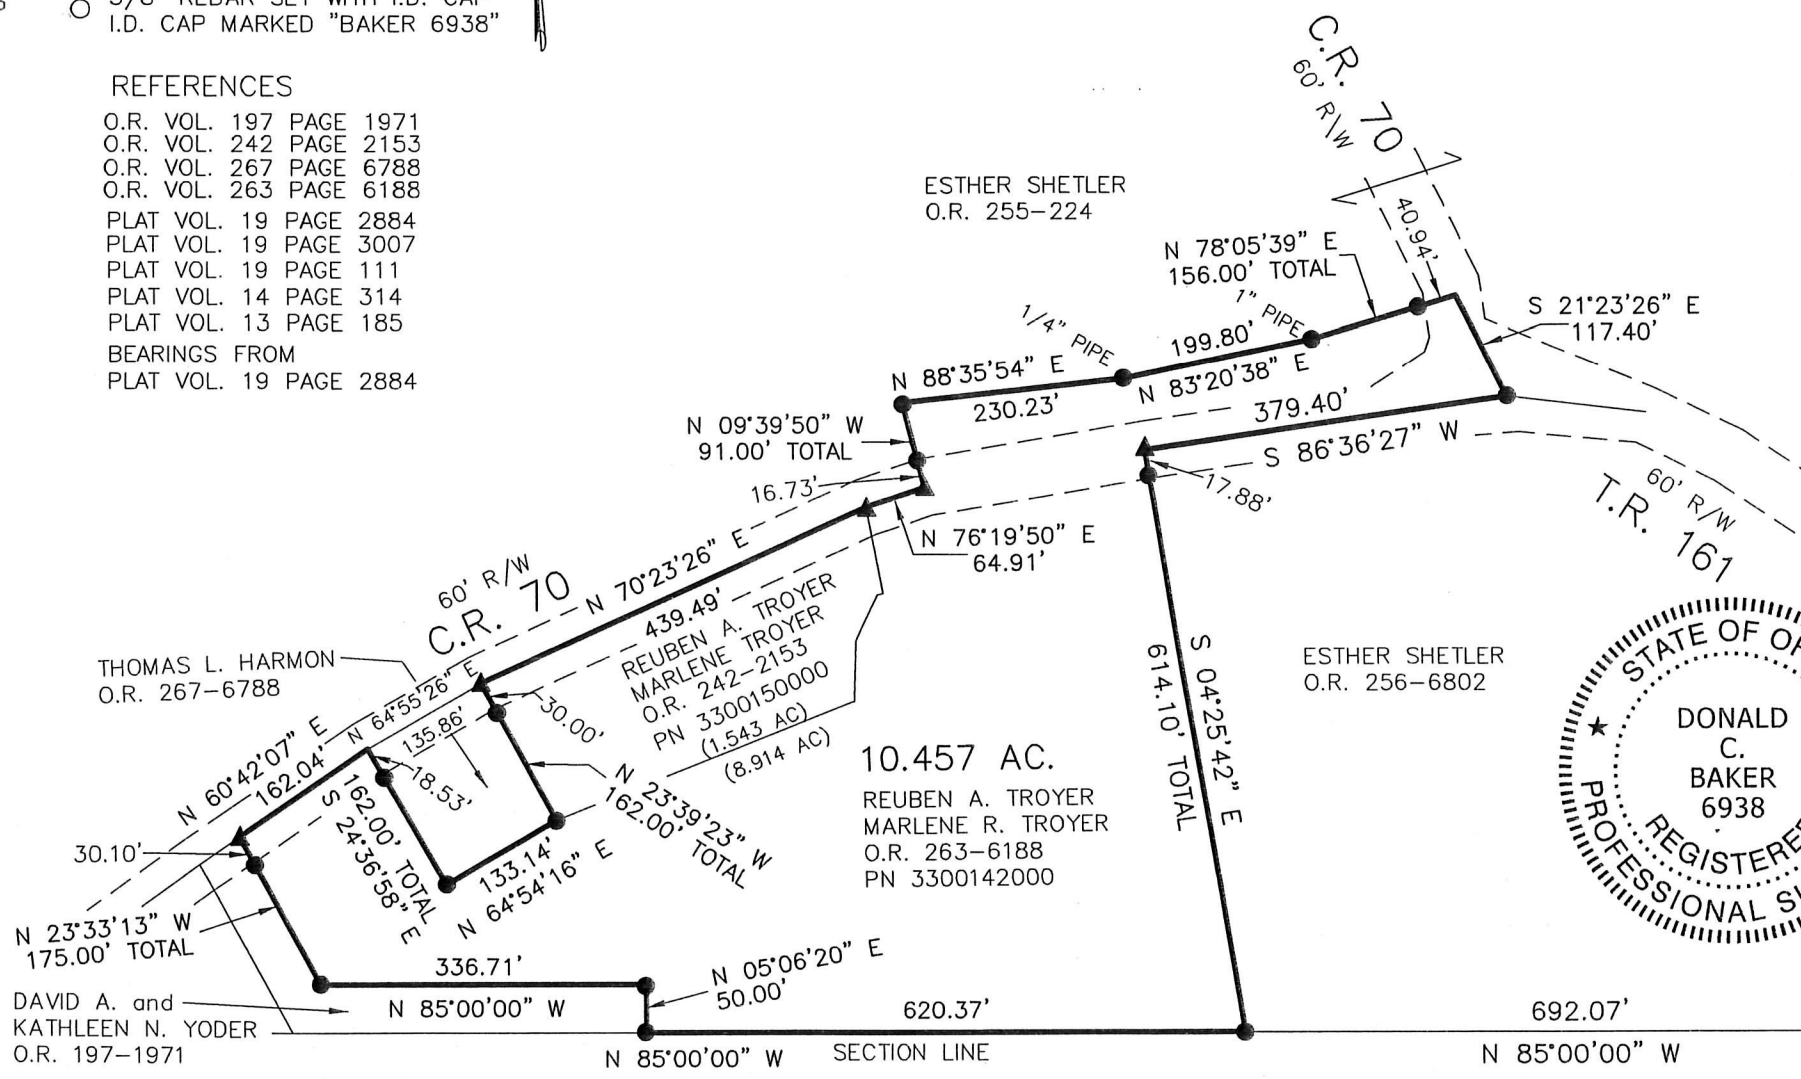 5/8" REBAR SET WITH I.D. CAP
I.D. CAP MARKED "BAKER 6938"
REFERENCES
O.R. VOL. 197 PAGE 1971
O.R. VOL. 242 PAGE 2153
O.R. VOL. 267 PAGE 6788
O.R. VOL. 263 PAGE 6188
PLAT VOL. 19 PAGE 2884
PLAT VOL. 19 PAGE 3007
PLAT VOL. 19 PAGE 111
PLAT VOL. 14 PAGE 314
PLAT VOL. 13 PAGE 185
BEARINGS FROM
PLAT VOL. 19 PAGE 2884
C.R. 70
60' R\W
ESTHER SHETLER
O.R. 255-224
40.94'
N 78°05'39" E
156.00' TOTAL
S 21°23'26" E
117.40'
1/4" PIPE
1" PIPE
199.80'
N 83°20'38" E
N 88°35'54" E
230.23'
379.40'
S 86°36'27" W
N 09°39'50" W
91.00' TOTAL
16.73'
17.88'
N 76°19'50" E
64.91'
60' R/W
T.R. 161
60' R/W
C.R. 70
N 70°23'26" E
439.49'
REUBEN A. TROYER
MARLENE TROYER
O.R. 242-2153
PN 3300150000
(1.543 AC)
(8.914 AC)
THOMAS L. HARMON
O.R. 267-6788
N 64°55'26" E
135.86'
30.00'
N 60°42'07" E
162.04'
18.53'
162.00' TOTAL
S 24°36'58" E
133.14'
N 64°54'16" E
N 23°39'23" W
162.00' TOTAL
10.457 AC.
REUBEN A. TROYER
MARLENE R. TROYER
O.R. 263-6188
PN 3300142000
S 04°25'42" E
614.10' TOTAL
ESTHER SHETLER
O.R. 256-6802
STATE OF
DONALD
C.
BAKER
6938
REGISTERE
PROFESSIONAL S
30.10'
N 23°33'13" W
175.00' TOTAL
336.71'
N 85°00'00" W
N 05°06'20" E
50.00'
DAVID A. and
KATHLEEN N. YODER
O.R. 197-1971
620.37'
N 85°00'00" W SECTION LINE
692.07'
N 85°00'00" W